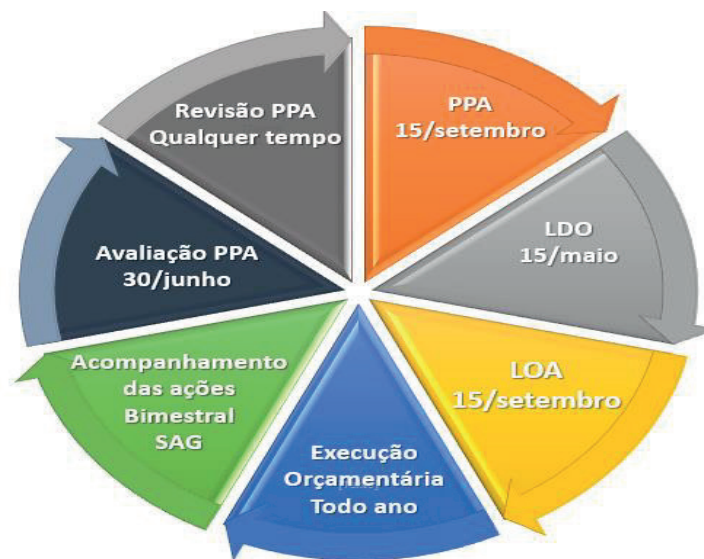 PPA
15/setembro
LDO
15/maio
LOA
15/setembro
Execução
Orçamentária
Todo ano
Acompanhamento
das ações
Bimestral
SAG
Avaliação PPA
30/junho
Revisão PPA
Qualquer tempo